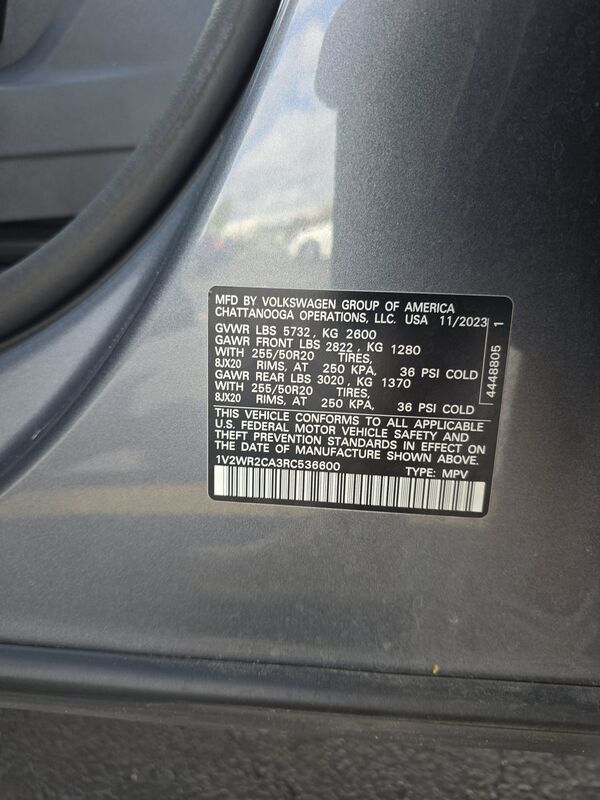 MFD BY VOLKSWAGEN GROUP OF AMERICA
CHATTANOOGA OPERATIONS, LLC. USA 11/2023
GVWR LBS 5732, KG 2600
GAWR FRONT LBS 2822, KG 1280
WITH 255/50R20 TIRES,
8JX20 RIMS, AT 250 KPA, 36 PSI COLD
GAWR REAR LBS 3020, KG 1370
WITH 255/50R20 TIRES,
8JX20 RIMS, AT 250 KPA, 36 PSI COLD
THIS VEHICLE CONFORMS TO ALL APPLICABLE
U.S. FEDERAL MOTOR VEHICLE SAFETY AND
THEFT PREVENTION STANDARDS IN EFFECT ON
THE DATE OF MANUFACTURE SHOWN ABOVE.
1V2WR2CA3RC536600 TYPE: MPV
4448805 1